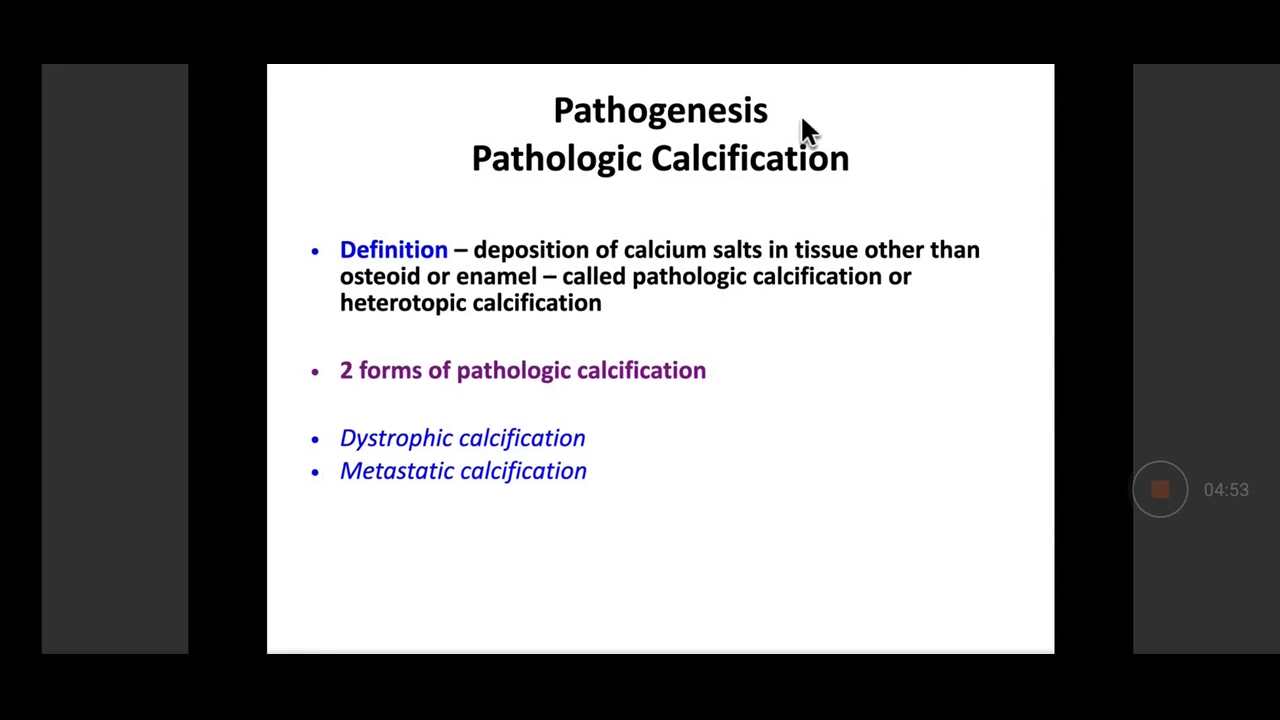 Pathogenesis
Pathologic Calcification
• Definition – deposition of calcium salts in tissue other than
osteoid or enamel – called pathologic calcification or
heterotopic calcification
• 2 forms of pathologic calcification
• Dystrophic calcification
• Metastatic calcification
04:53